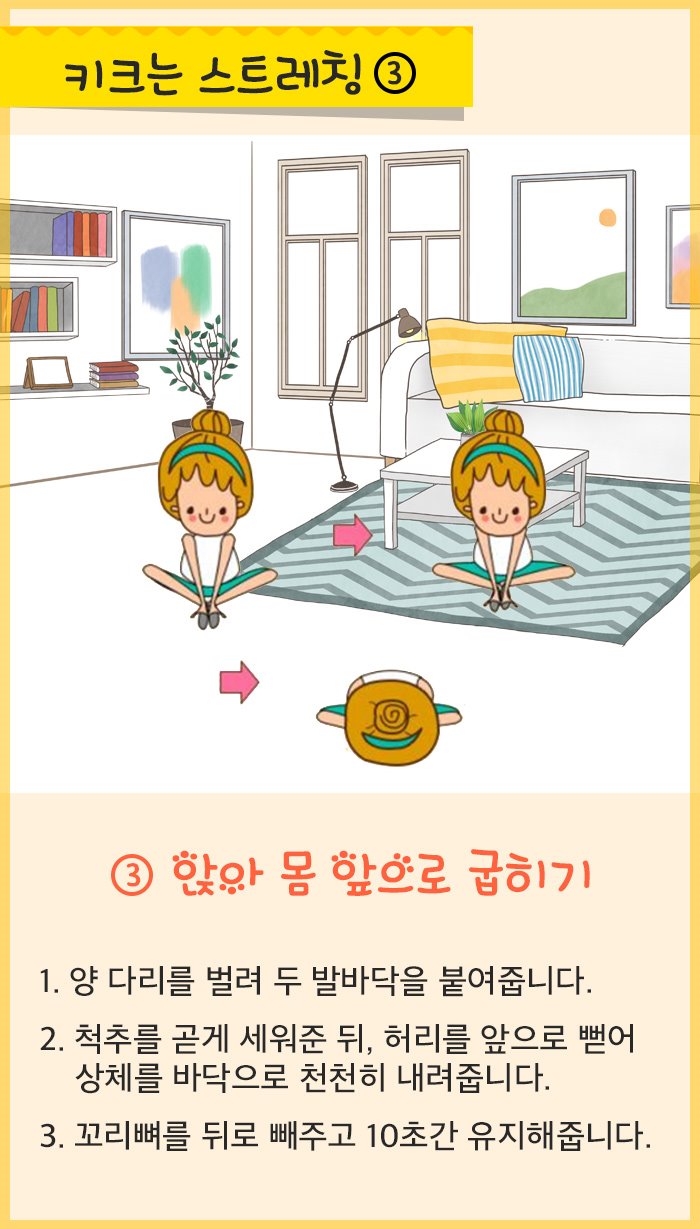 키크는 스트레칭 ③
③ 앉아 몸 앞으로 굽히기
1. 양 다리를 벌려 두 발바닥을 붙여줍니다.
2. 척추를 곧게 세워준 뒤, 허리를 앞으로 뻗어
상체를 바닥으로 천천히 내려줍니다.
3. 꼬리뼈를 뒤로 빼주고 10초간 유지해줍니다.